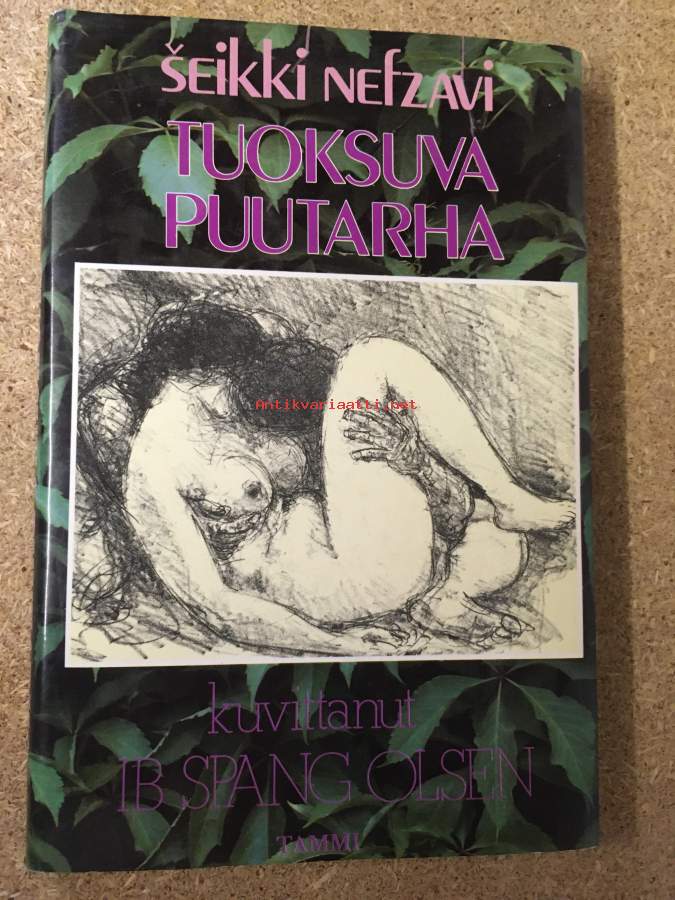 šeikki nefzavi
TUOKSUVA
PUUTARHA
Antikvariaatti.net
kuvittanut
IB SPANG OLSEN
TAMMI